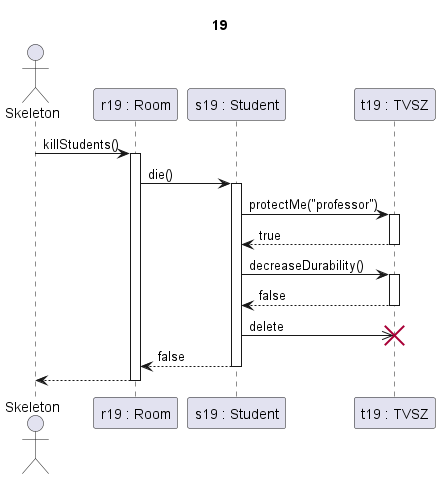 19
Skeleton
r19 : Room
s19 : Student
t19 : TVSZ
killStudents()
die()
protectMe("professor")
true
decreaseDurability()
false
delete
false
Skeleton
r19 : Room
s19 : Student
t19 : TVSZ